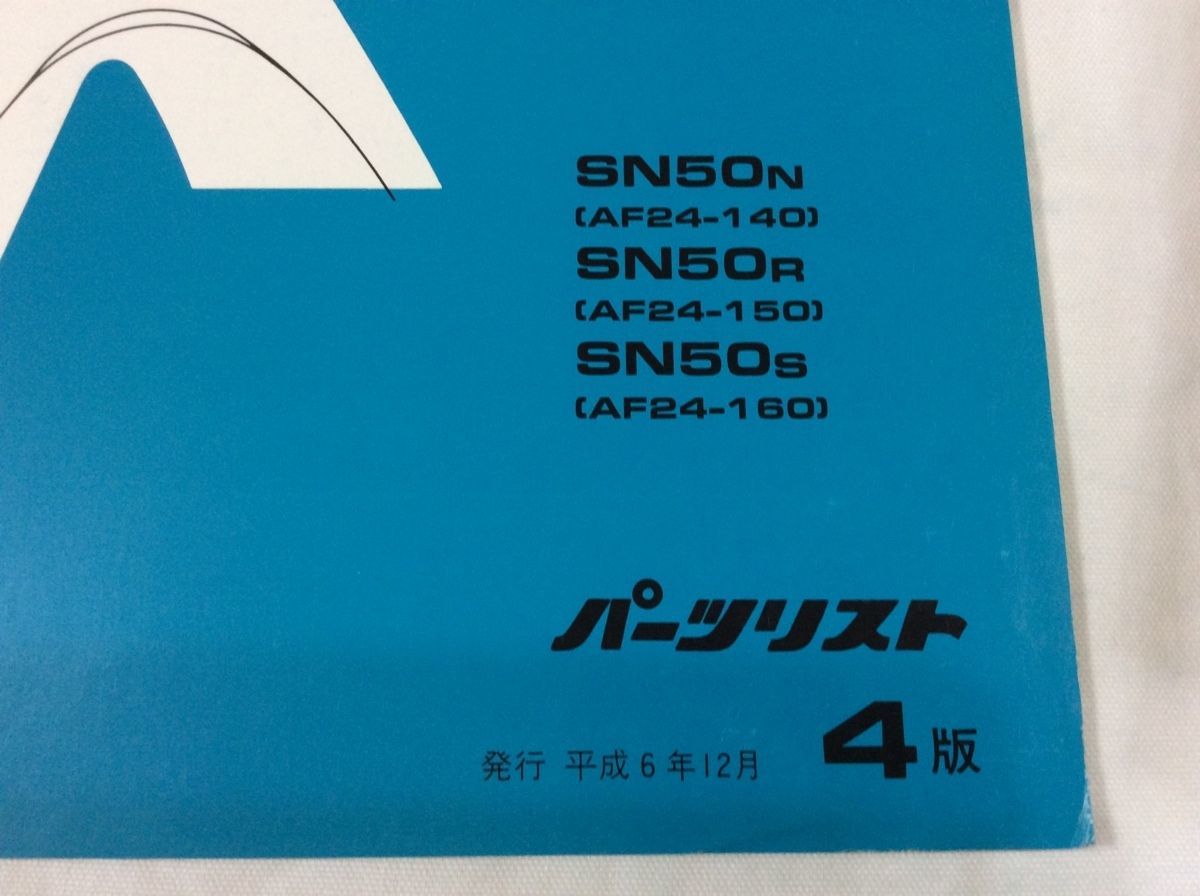 SN50N
(AF24-140)
SN50R
(AF24-150)
SN50S
(AF24-160)
パーツリスト
発行 平成6年12月 4版